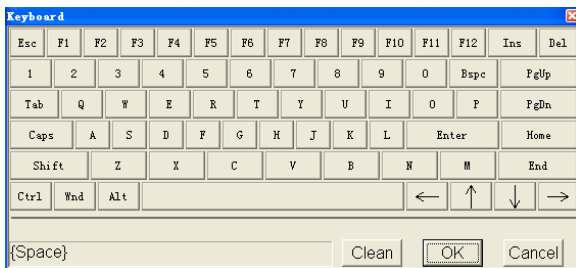 Keyboard
Esc F1 F2 F3 F4 F5 F6 F7 F8 F9 F10 F11 F12 Ins Del
1 2 3 4 5 6 7 8 9 0 Bspc PgUp
Tab Q W E R T Y U I O P PgDn
Caps A S D F G H J K L Enter Home
Shift Z X C V B N M End
Ctrl Wnd Alt ← ↑ ↓ →
{Space} Clean OK Cancel